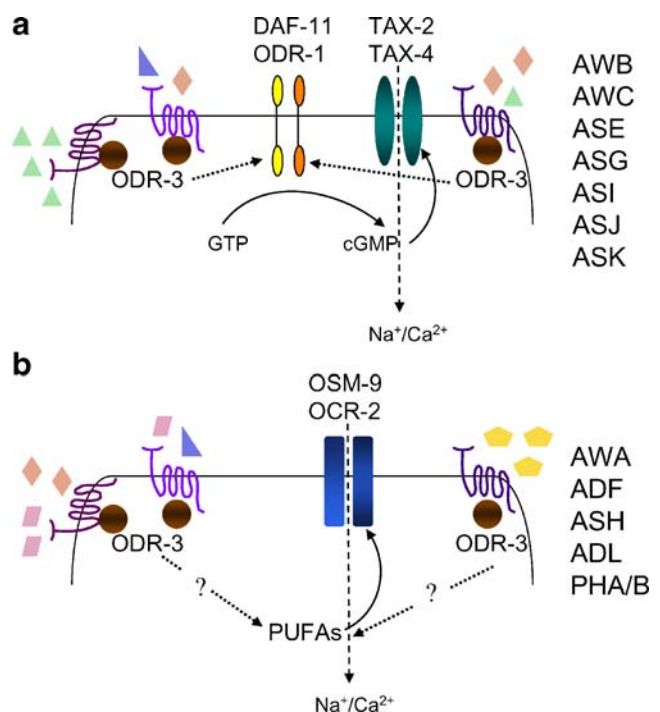 a
DAF-11
ODR-1
TAX-2
TAX-4
AWB
AWC
ASE
ASG
ASI
ASJ
ASK
ODR-3
ODR-3
GTP
cGMP
Na⁺/Ca²⁺
b
OSM-9
OCR-2
AWA
ADF
ASH
ADL
PHA/B
ODR-3
ODR-3
?
?
PUFAs
Na⁺/Ca²⁺